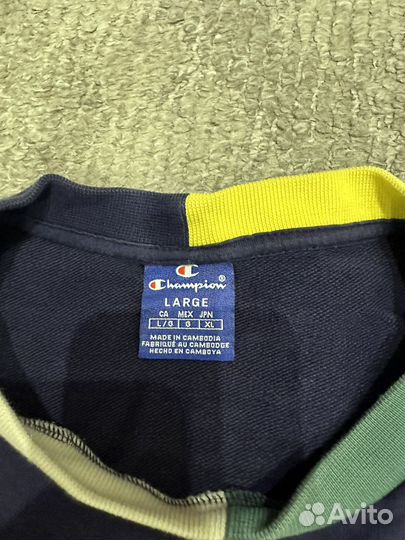 Champion®
LARGE
CA MEX JPN
L/G G XL
MADE IN CAMBODIA
FABRIQUÉ AU CAMBODGE
HECHO EN CAMBOYA
Avito